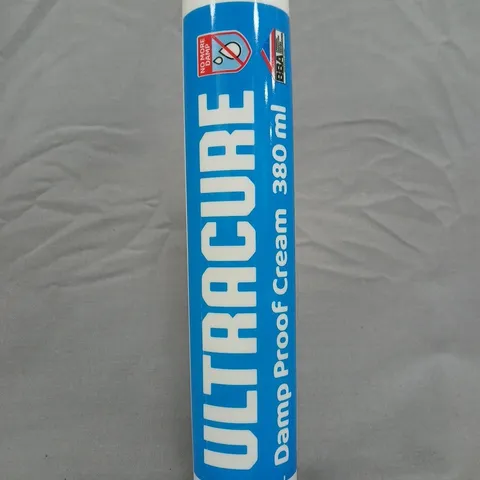 NO MORE
DAMP
BBA
ULTRACURE
Damp Proof Cream 380 ml